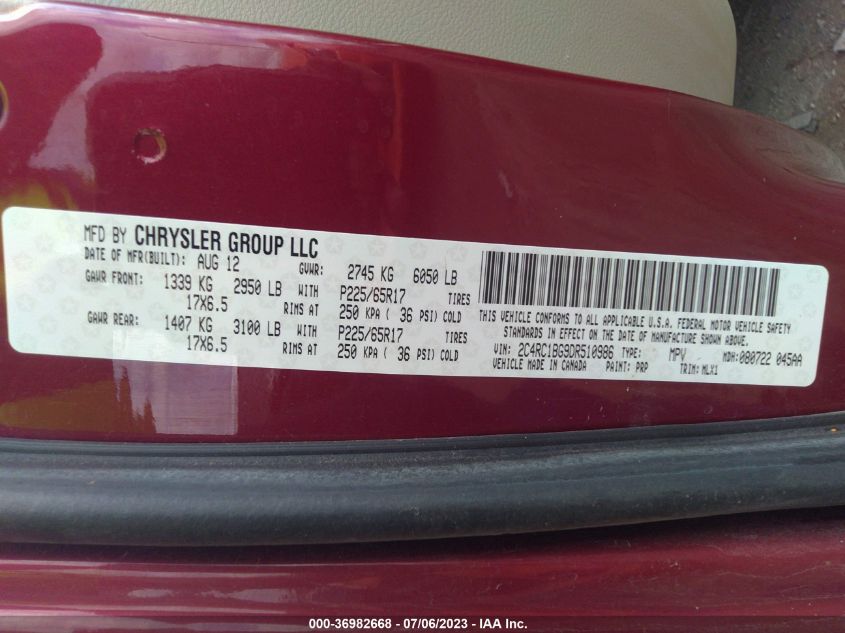 MFD BY CHRYSLER GROUP LLC
DATE OF MFR(BUILT): AUG 12 GVWR: 2745 KG 6050 LB
GAWR FRONT: 1339 KG 2950 LB WITH P225/65R17 TIRES
17X6.5 RIMS AT 250 KPA ( 36 PSI) COLD
GAWR REAR: 1407 KG 3100 LB WITH P225/65R17 TIRES
17X6.5 RIMS AT 250 KPA ( 36 PSI) COLD
THIS VEHICLE CONFORMS TO ALL APPLICABLE U.S.A. FEDERAL MOTOR VEHICLE SAFETY
STANDARDS IN EFFECT ON THE DATE OF MANUFACTURE SHOWN ABOVE.
VIN: 2C4RC1BG9DR510986 TYPE: MPV MDH: 080722 045AA
VEHICLE MADE IN CANADA PAINT: PRP TRIM: MLX1
000-36982668 - 07/06/2023 - IAA Inc.